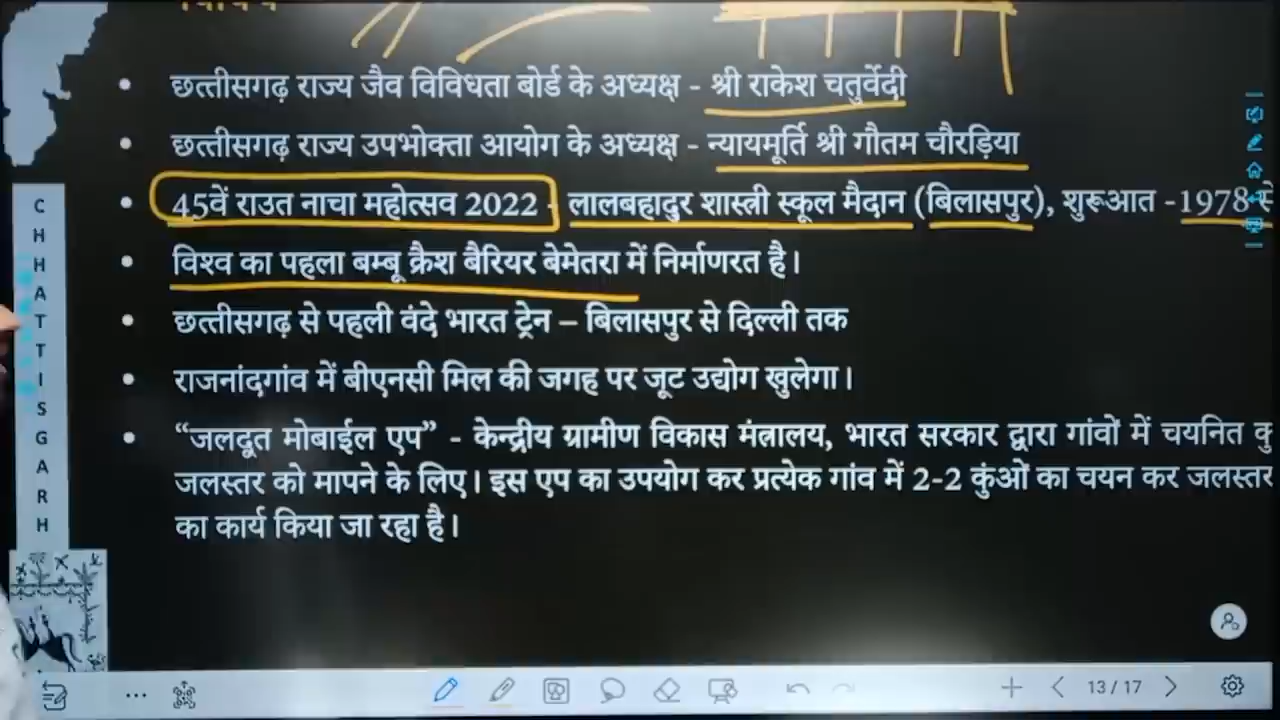 छत्तीसगढ़ राज्य जैव विविधता बोर्ड के अध्यक्ष - श्री राकेश चतुर्वेदी
छत्तीसगढ़ राज्य उपभोक्ता आयोग के अध्यक्ष - न्यायमूर्ति श्री गौतम चौरड़िया
45वें राउत नाचा महोत्सव 2022 - लालबहादुर शास्त्री स्कूल मैदान (बिलासपुर), शुरूआत - 1978 से
विश्व का पहला बम्बू क्रैश बैरियर बेमेतरा में निर्माणरत है।
छत्तीसगढ़ से पहली वंदे भारत ट्रेन – बिलासपुर से दिल्ली तक
राजनांदगांव में बीएनसी मिल की जगह पर जूट उद्योग खुलेगा।
“जलदूत मोबाईल एप” - केन्द्रीय ग्रामीण विकास मंत्रालय, भारत सरकार द्वारा गांवों में चयनित
जलस्तर को मापने के लिए। इस एप का उपयोग कर प्रत्येक गांव में 2-2 कुंओं का चयन कर जलस्तर
का कार्य किया जा रहा है।
CHHATTISGARH
13 / 17